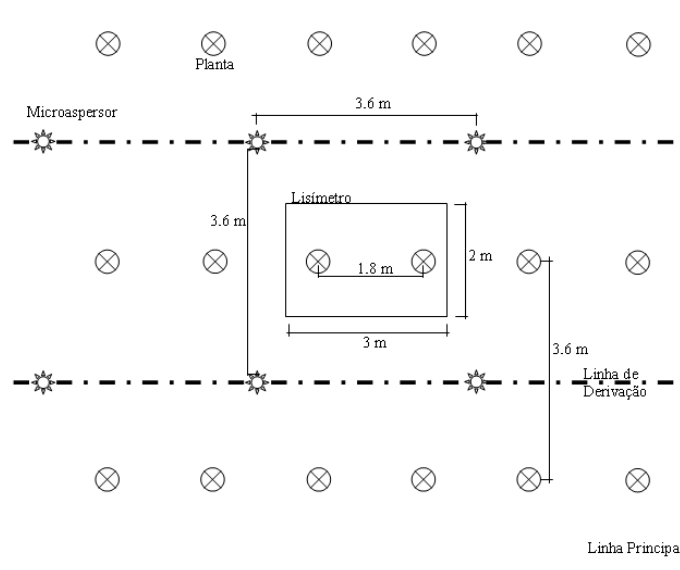 Planta
3.6 m
Microaspersor
Lisímetro
3.6 m
2 m
1.8 m
3 m
3.6 m
Linha de
Derivação
Linha Principa